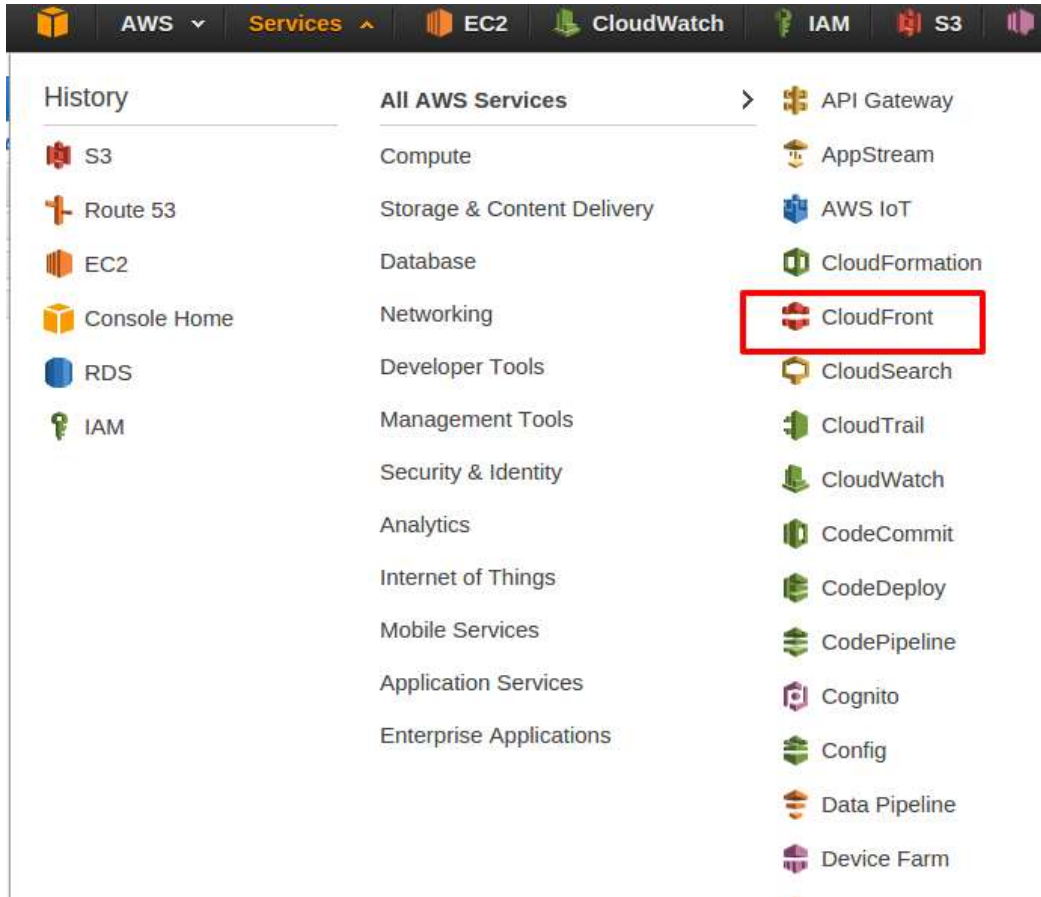 AWS Services EC2 CloudWatch IAM S3
History
S3
Route 53
EC2
Console Home
RDS
IAM
All AWS Services
Compute
Storage & Content Delivery
Database
Networking
Developer Tools
Management Tools
Security & Identity
Analytics
Internet of Things
Mobile Services
Application Services
Enterprise Applications
API Gateway
AppStream
AWS IoT
CloudFormation
CloudFront
CloudSearch
CloudTrail
CloudWatch
CodeCommit
CodeDeploy
CodePipeline
Cognito
Config
Data Pipeline
Device Farm